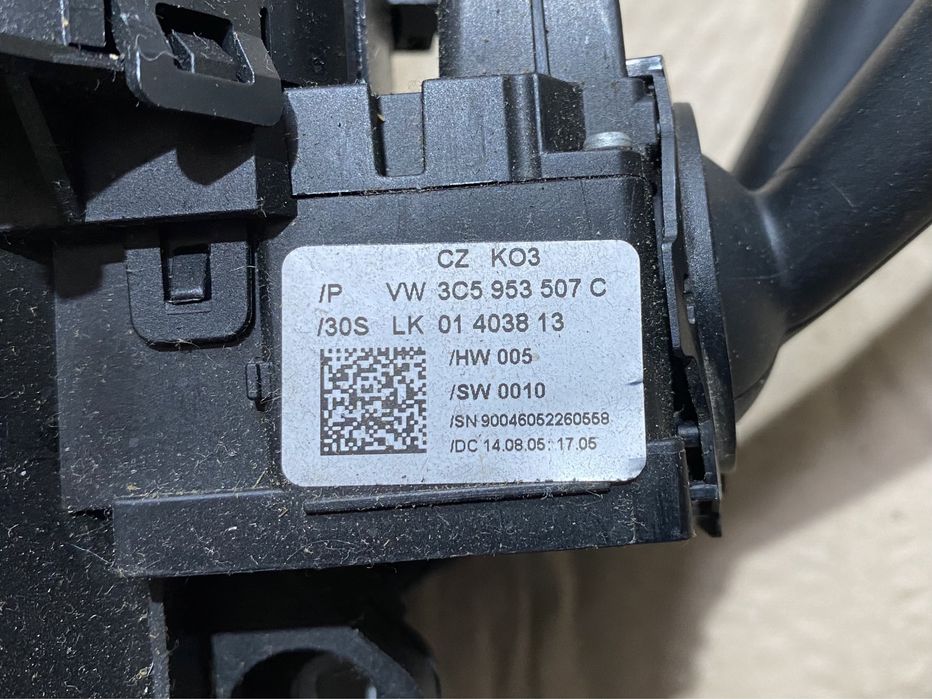 CZ KO3
/P VW 3C5 953 507 C
/30S LK 01 4038 13
/HW 005
/SW 0010
/SN 90046052260558
/DC 14.08.05; 17.05